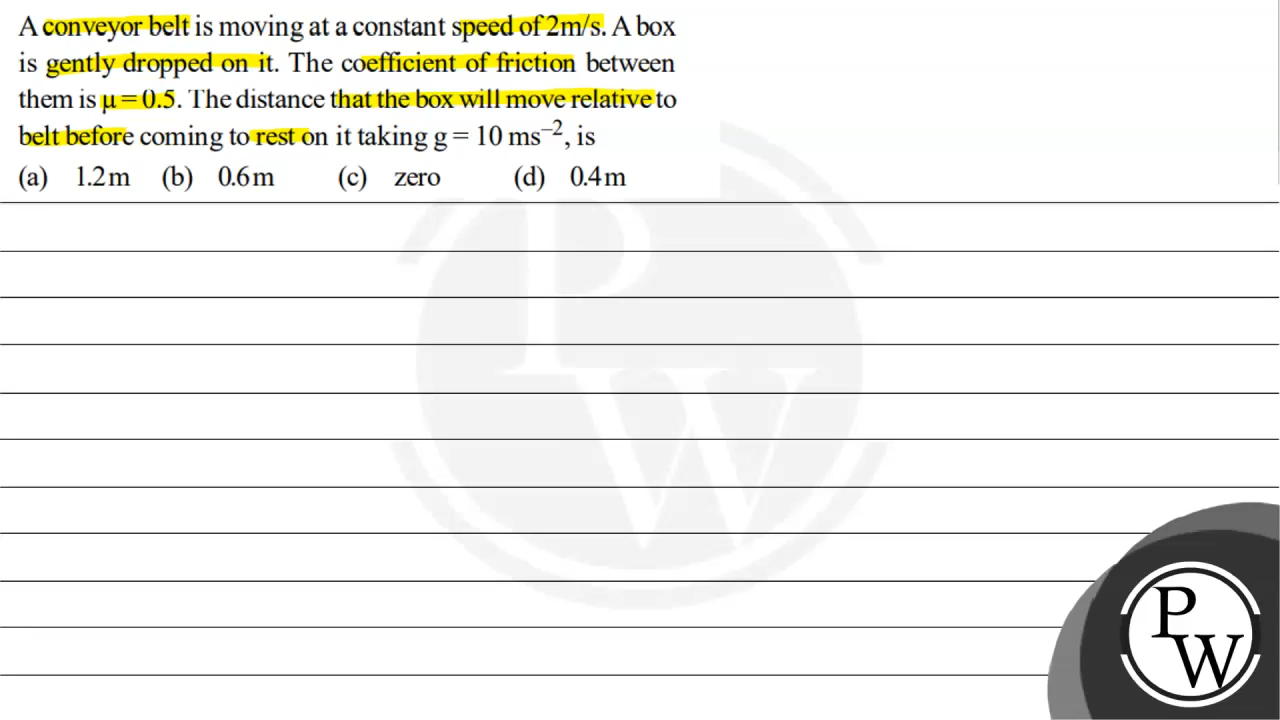 A conveyor belt is moving at a constant speed of 2m/s. A box
is gently dropped on it. The coefficient of friction between
them is μ = 0.5. The distance that the box will move relative to
belt before coming to rest on it taking g = 10 ms⁻², is
(a) 1.2m (b) 0.6m (c) zero (d) 0.4m
P
W
P
W